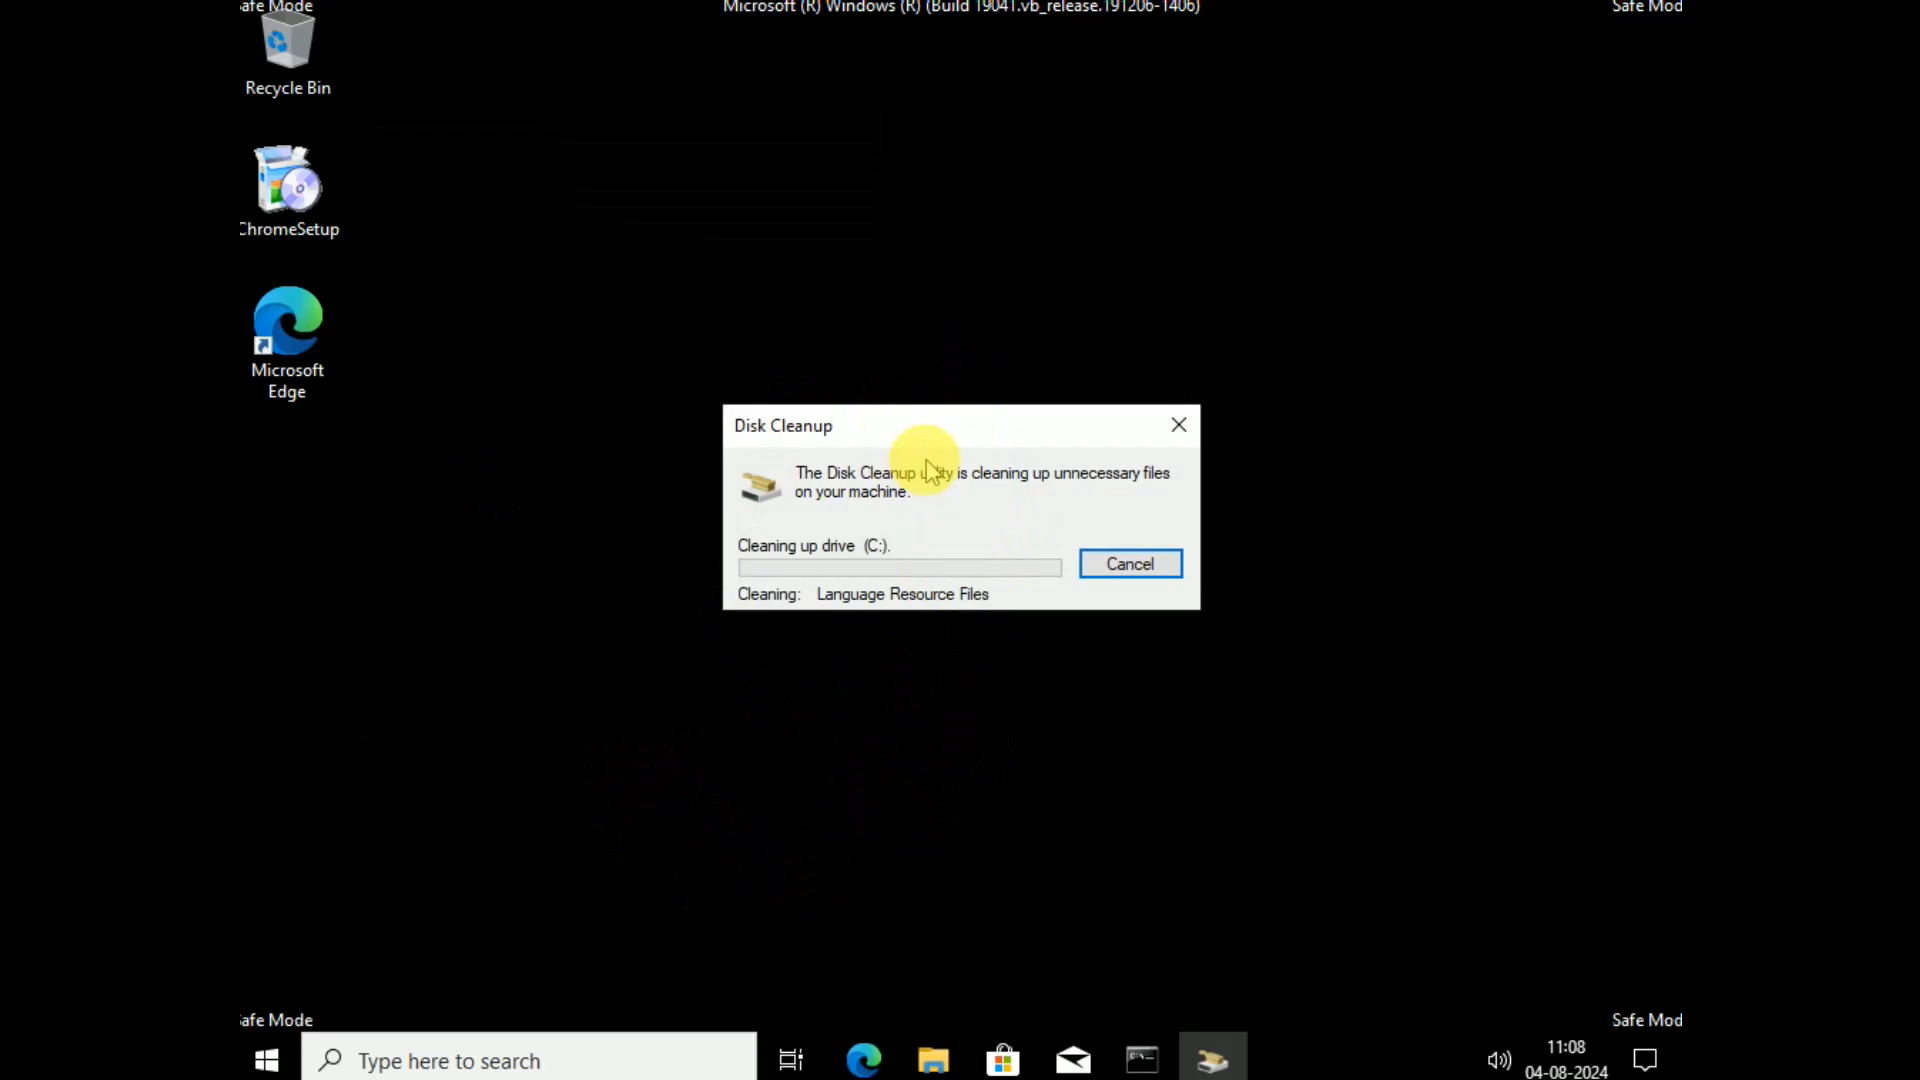 afe Mode
Microsoft (R) Windows (R) (Build 19041.vb_release.191206-1406)
Safe Mod
Recycle Bin
ChromeSetup
Microsoft
Edge
Disk Cleanup
The Disk Cleanup utility is cleaning up unnecessary files
on your machine.
Cleaning up drive (C:).
Cancel
Cleaning: Language Resource Files
afe Mode
Safe Mod
Type here to search
11:08
04-08-2024